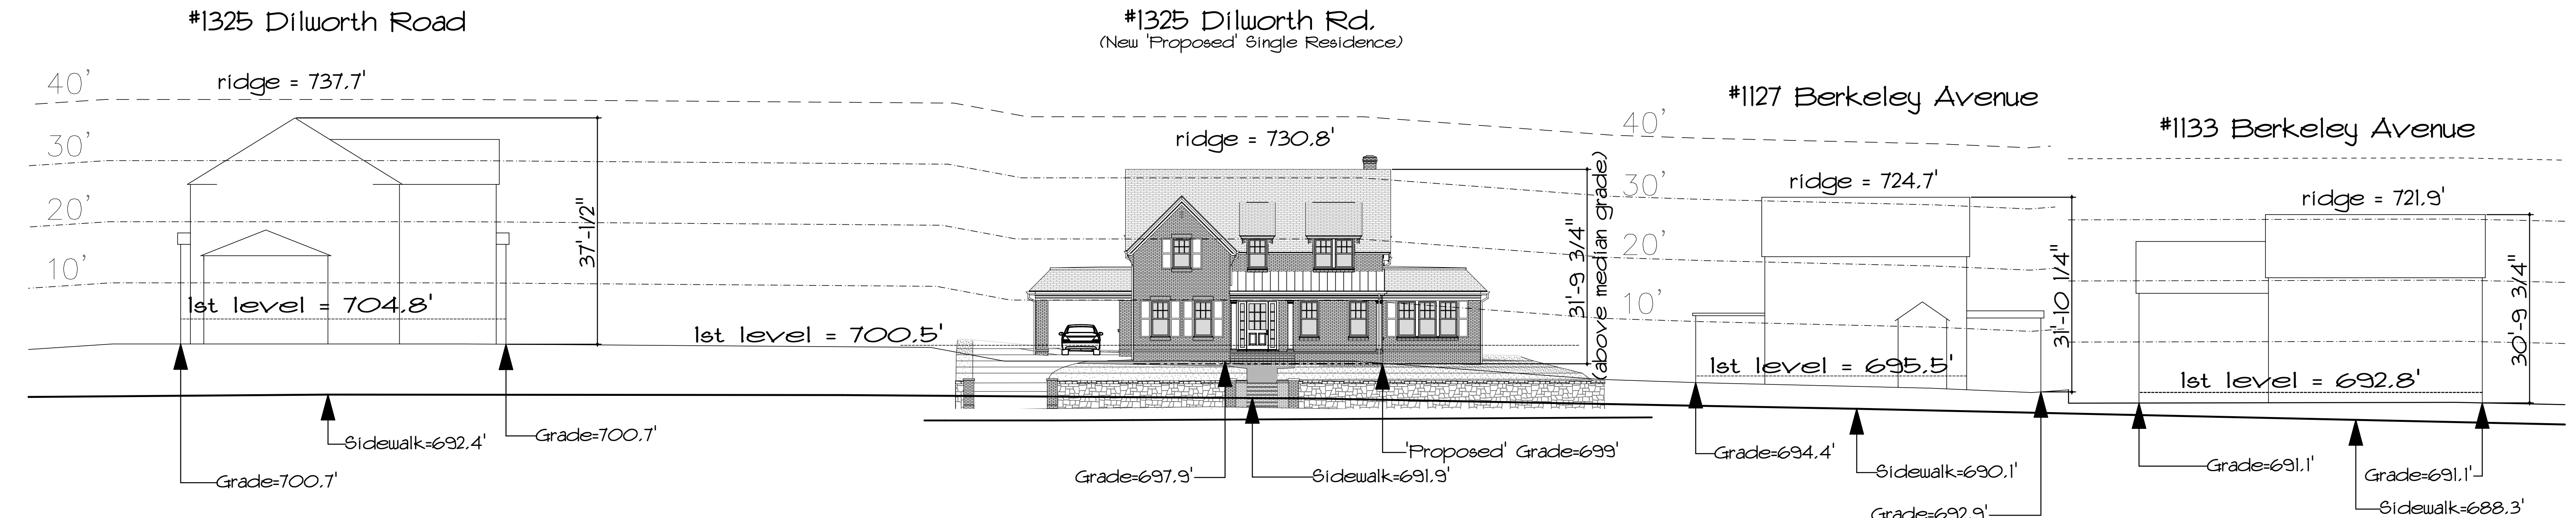 #1325 Dilworth Road
ridge = 737.7'
40'
30'
20'
10'
1st level = 704.8'
37'-1/2"
Grade=700.7'
Sidewalk=692.4'
Grade=700.7'
#1325 Dilworth Rd.
(New 'Proposed' Single Residence)
ridge = 730.8'
1st level = 700.5'
31'-9 3/4"
(above median grade)
Grade=697.9'
Sidewalk=691.9'
'Proposed' Grade=699'
#1127 Berkeley Avenue
40'
30'
20'
10'
ridge = 724.7'
1st level = 695.5'
31'-10 1/4"
Grade=694.4'
Sidewalk=690.1'
Grade=692.9'
#1133 Berkeley Avenue
ridge = 721.9'
1st level = 692.8'
30'-9 3/4"
Grade=691.1'
Grade=691.1'
Sidewalk=688.3'